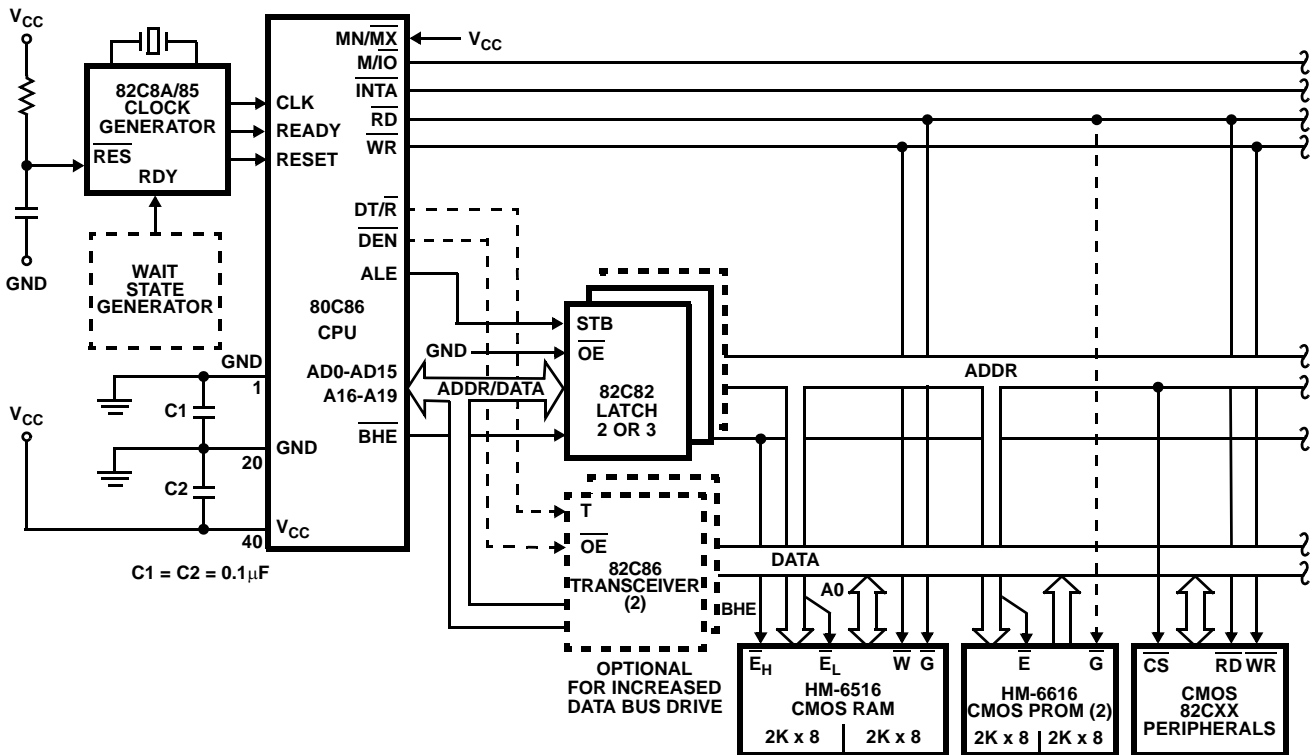 VCC
82C8A/85
CLOCK
GENERATOR
RES
RDY
GND
WAIT
STATE
GENERATOR
MN/MX
VCC
M/IO
INTA
RD
WR
CLK
READY
RESET
DT/R
DEN
ALE
80C86
CPU
GND
1
AD0-AD15
A16-A19
BHE
GND
20
VCC
40
VCC
C1
C2
C1 = C2 = 0.1µF
GND
ADDR/DATA
STB
OE
82C82
LATCH
2 OR 3
ADDR
T
OE
82C86
TRANSCEIVER
(2)
OPTIONAL
FOR INCREASED
DATA BUS DRIVE
DATA
A0
BHE
EH
EL
W
G
HM-6516
CMOS RAM
2K x 8
2K x 8
E
G
HM-6616
CMOS PROM (2)
2K x 8
2K x 8
CS
RD
WR
CMOS
82CXX
PERIPHERALS